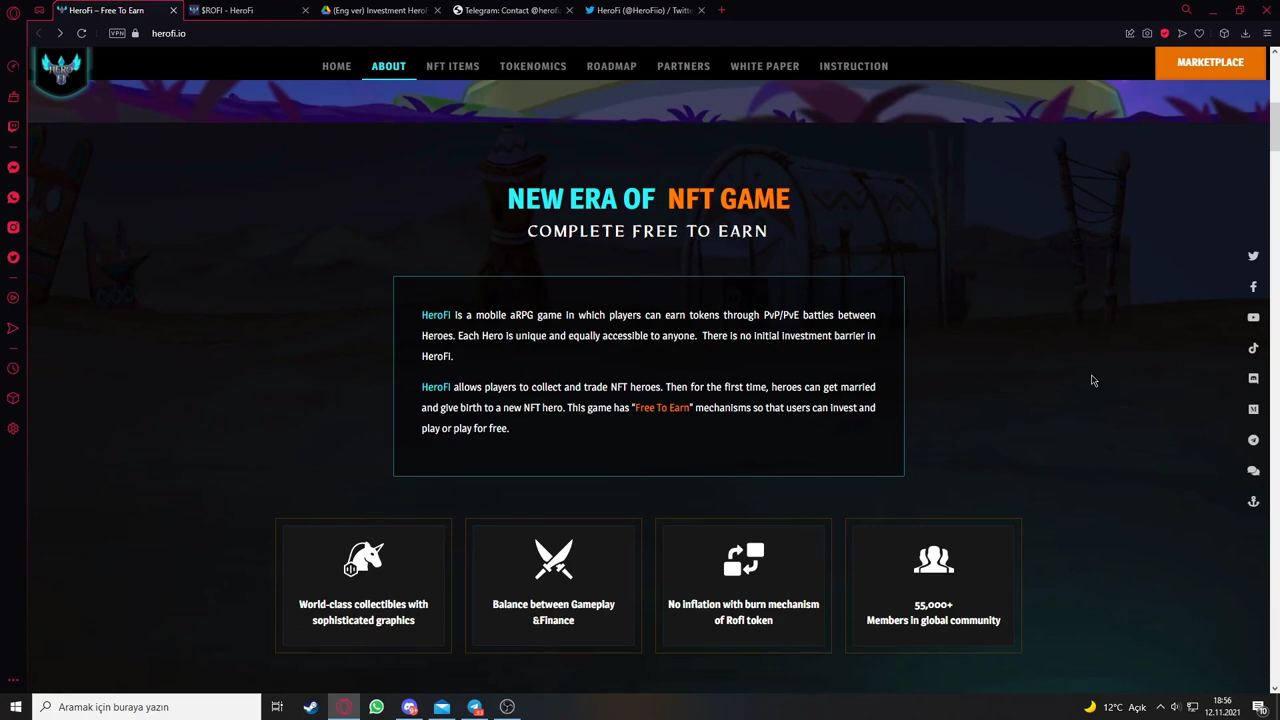 HeroFi – Free To Earn
$ROFI - HeroFi
(Eng ver) Investment HeroF
Telegram: Contact @herofi
HeroFi (@HeroFiio) / Twitte
VPN
herofi.io
HERO
HOME
ABOUT
NFT ITEMS
TOKENOMICS
ROADMAP
PARTNERS
WHITE PAPER
INSTRUCTION
MARKETPLACE
NEW ERA OF NFT GAME
COMPLETE FREE TO EARN
HeroFi is a mobile aRPG game in which players can earn tokens through PvP/PvE battles between
Heroes. Each Hero is unique and equally accessible to anyone. There is no initial investment barrier in
HeroFi.
HeroFi allows players to collect and trade NFT heroes. Then for the first time, heroes can get married
and give birth to a new NFT hero. This game has "Free To Earn" mechanisms so that users can invest and
play or play for free.
World-class collectibles with
sophisticated graphics
Balance between Gameplay
&Finance
No inflation with burn mechanism
of Rofi token
55,000+
Members in global community
Aramak için buraya yazın
12°C Açık
18:56
12.11.2021